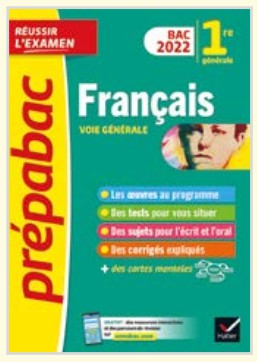 RÉUSSIR
L'EXAMEN
BAC
2022
1re
générale
Français
VOIE GÉNÉRALE
prépabac
Les œuvres au programme
Des tests pour vous situer
Des sujets pour l'écrit et l'oral
Des corrigés expliqués
+ des cartes mentales
Hatier